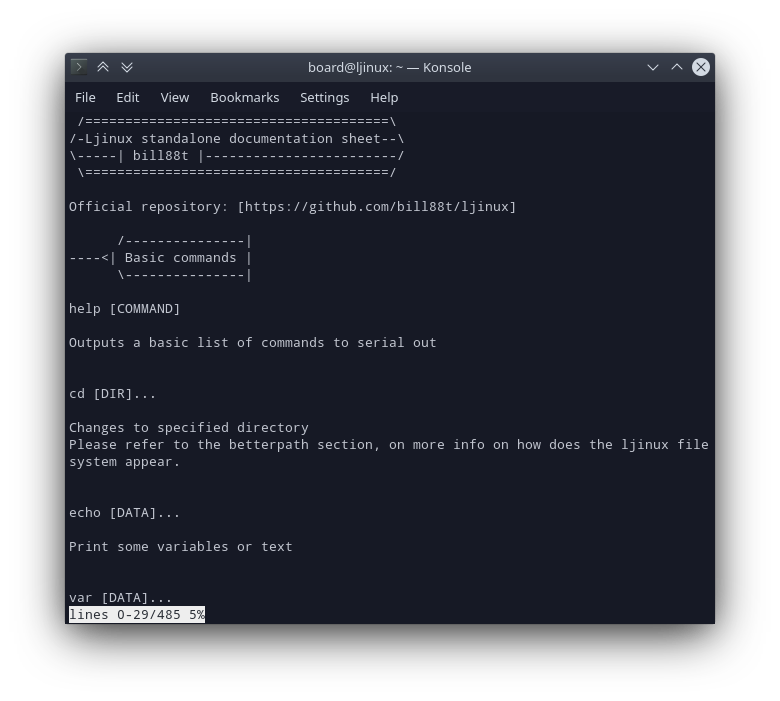 board@ljinux: ~ — Konsole
File Edit View Bookmarks Settings Help
 /======================================\
/-Ljinux standalone documentation sheet--\
\-----| bill88t |------------------------/
 \======================================/
Official repository: [https://github.com/bill88t/ljinux]
      /---------------|
----<| Basic commands |
      \---------------|
help [COMMAND]
Outputs a basic list of commands to serial out
cd [DIR]...
Changes to specified directory
Please refer to the betterpath section, on more info on how does the ljinux file
system appear.
echo [DATA]...
Print some variables or text
var [DATA]...
lines 0-29/485 5%